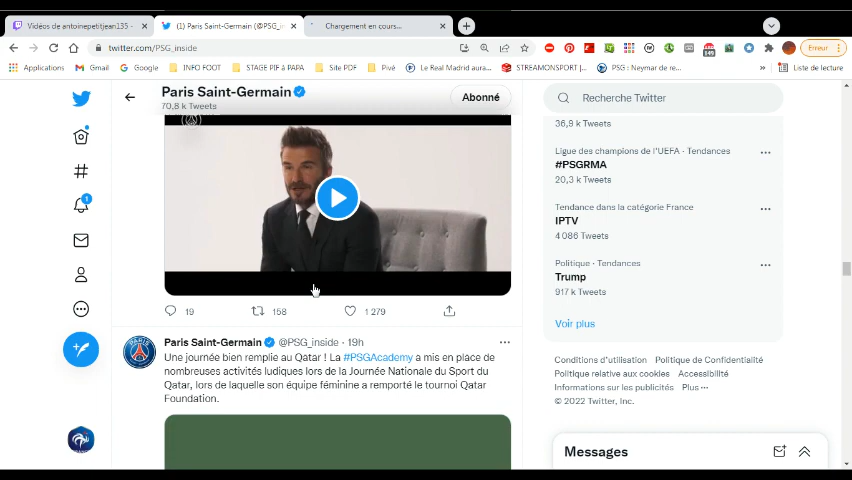 Vidéos de antoinepetitjean135 -
(1) Paris Saint-Germain (@PSG_ins
Chargement en cours...
twitter.com/PSG_inside
Erreur
Applications
Gmail
Google
INFO FOOT
STAGE PIF à PAPA
Site PDF
Pivé
Le Real Madrid aura...
STREAMONSPORT |...
PSG : Neymar de re...
»
Liste de lecture
Paris Saint-Germain
70,8 k Tweets
Abonné
Recherche Twitter
36,9 k Tweets
Ligue des champions de l'UEFA · Tendances
#PSGRMA
20,3 k Tweets
Tendance dans la catégorie France
IPTV
4 086 Tweets
Politique · Tendances
Trump
917 k Tweets
Voir plus
19
158
1 279
Paris Saint-Germain @PSG_inside · 19h
Une journée bien remplie au Qatar ! La #PSGAcademy a mis en place de
nombreuses activités ludiques lors de la Journée Nationale du Sport du
Qatar, lors de laquelle son équipe féminine a remporté le tournoi Qatar
Foundation.
Conditions d'utilisation Politique de Confidentialité
Politique relative aux cookies Accessibilité
Informations sur les publicités Plus ···
© 2022 Twitter, Inc.
Messages
1
149